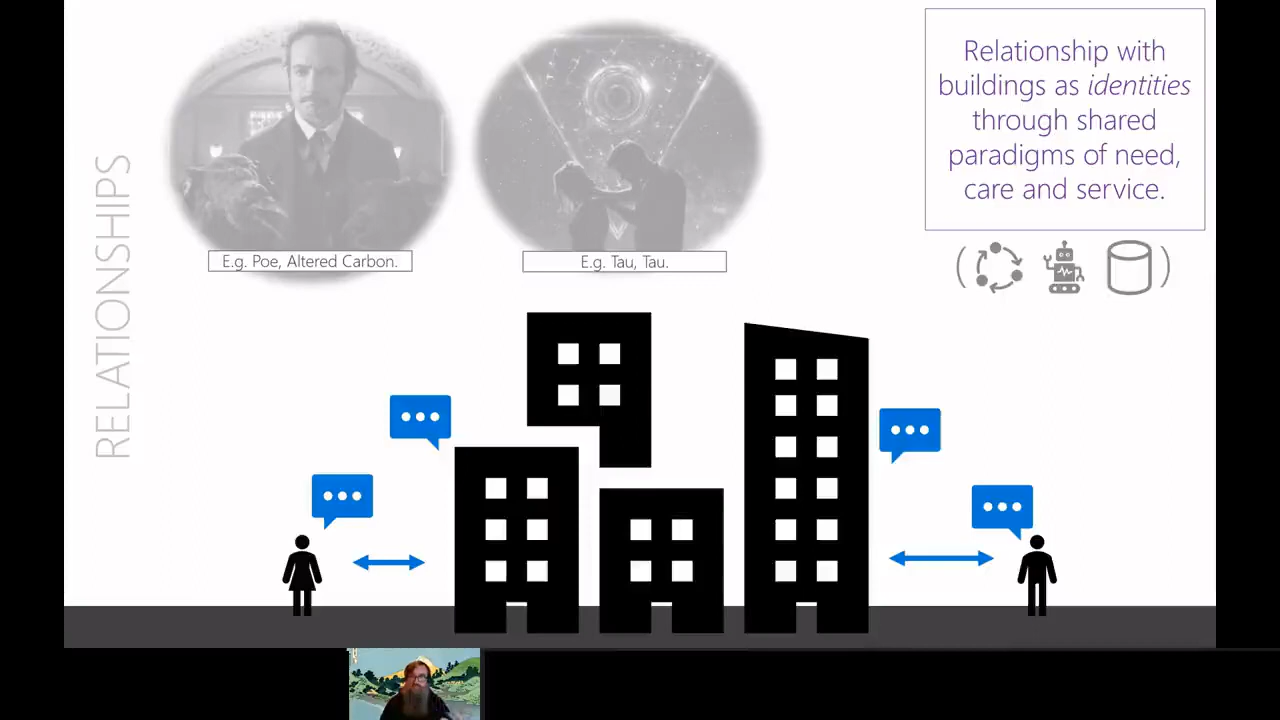 RELATIONSHIPS
E.g. Poe, Altered Carbon.
E.g. Tau, Tau.
Relationship with
buildings as identities
through shared
paradigms of need,
care and service.